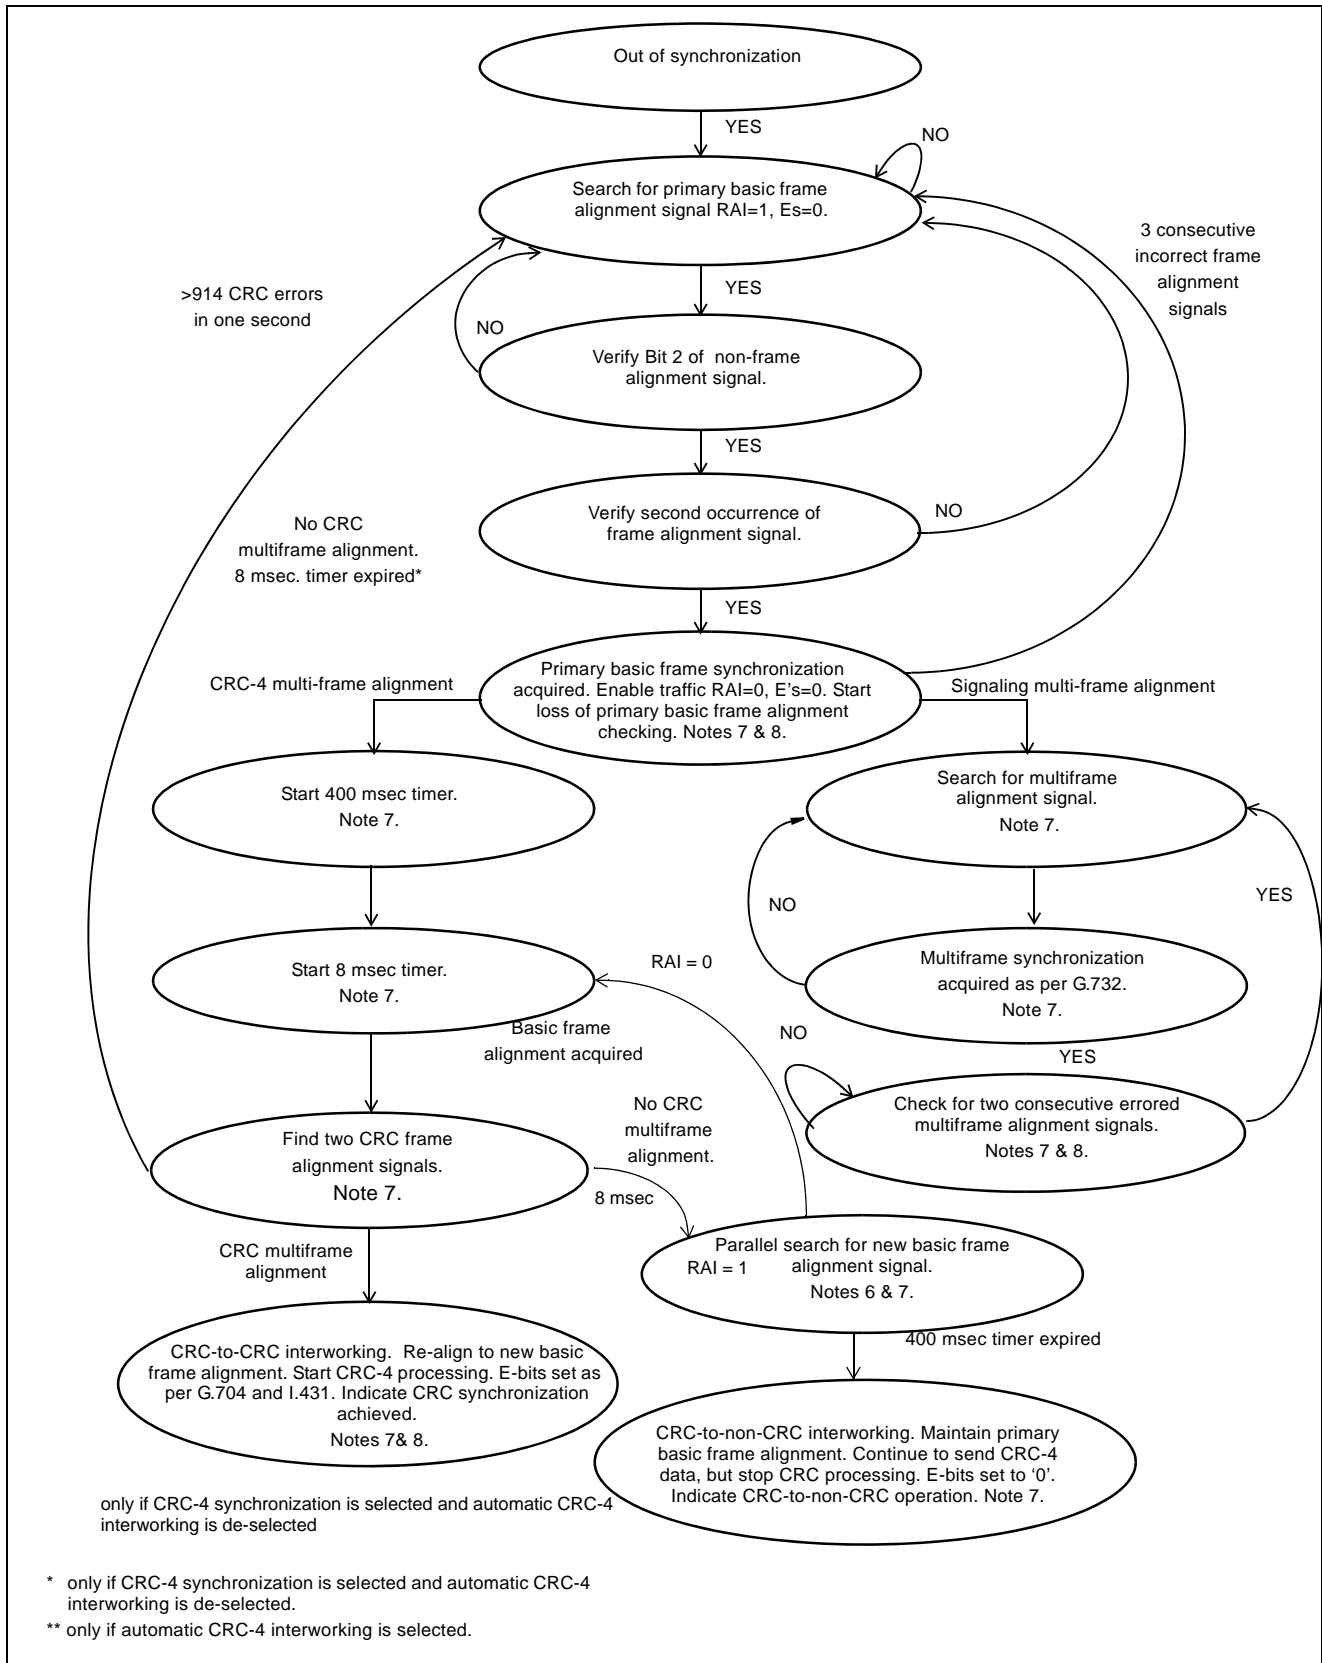 Out of synchronization
YES
NO
Search for primary basic frame
alignment signal RAI=1, Es=0.
3 consecutive
incorrect frame
alignment
signals
YES
>914 CRC errors
in one second
NO
Verify Bit 2 of non-frame
alignment signal.
YES
No CRC
multiframe alignment.
8 msec. timer expired*
Verify second occurrence of
frame alignment signal.
NO
YES
CRC-4 multi-frame alignment
Primary basic frame synchronization
acquired. Enable traffic RAI=0, E's=0. Start
loss of primary basic frame alignment
checking. Notes 7 & 8.
Signaling multi-frame alignment
Start 400 msec timer.
Note 7.
Search for multiframe
alignment signal.
Note 7.
NO
YES
Start 8 msec timer.
Note 7.
RAI = 0
Multiframe synchronization
acquired as per G.732.
Note 7.
Basic frame
alignment acquired
NO
YES
Check for two consecutive errored
multiframe alignment signals.
Notes 7 & 8.
Find two CRC frame
alignment signals.
Note 7.
No CRC
multiframe
alignment.
8 msec
CRC multiframe
alignment
Parallel search for new basic frame
RAI = 1 alignment signal.
Notes 6 & 7.
400 msec timer expired
CRC-to-CRC interworking. Re-align to new basic
frame alignment. Start CRC-4 processing. E-bits set as
per G.704 and I.431. Indicate CRC synchronization
achieved.
Notes 7& 8.
CRC-to-non-CRC interworking. Maintain primary
basic frame alignment. Continue to send CRC-4
data, but stop CRC processing. E-bits set to ‘0’.
Indicate CRC-to-non-CRC operation. Note 7.
only if CRC-4 synchronization is selected and automatic CRC-4
interworking is de-selected
* only if CRC-4 synchronization is selected and automatic CRC-4
interworking is de-selected.
** only if automatic CRC-4 interworking is selected.